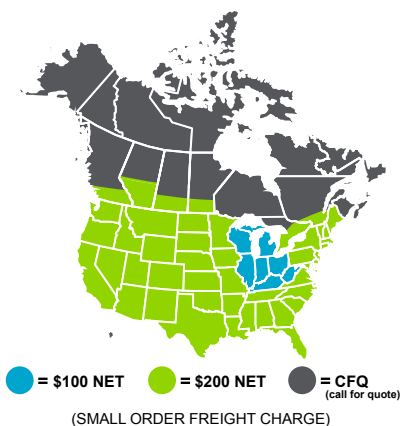 = $100 NET = $200 NET = CFQ
(call for quote)
(SMALL ORDER FREIGHT CHARGE)